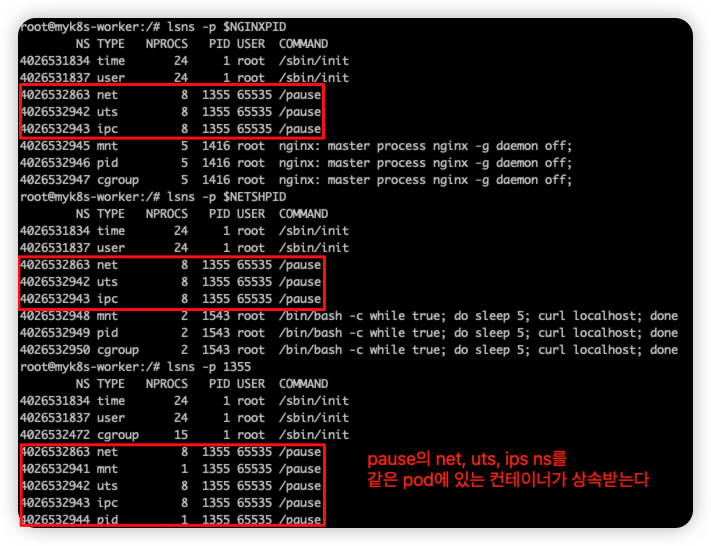 root@myk8s-worker:/# lsns -p $NGINXPID
NS TYPE NPROCS PID USER COMMAND
4026531834 time 24 1 root /sbin/init
4026531837 user 24 1 root /sbin/init
4026532863 net 8 1355 65535 /pause
4026532942 uts 8 1355 65535 /pause
4026532943 ipc 8 1355 65535 /pause
4026532945 mnt 5 1416 root nginx: master process nginx -g daemon off;
4026532946 pid 5 1416 root nginx: master process nginx -g daemon off;
4026532947 cgroup 5 1416 root nginx: master process nginx -g daemon off;
root@myk8s-worker:/# lsns -p $NETSHPID
NS TYPE NPROCS PID USER COMMAND
4026531834 time 24 1 root /sbin/init
4026531837 user 24 1 root /sbin/init
4026532863 net 8 1355 65535 /pause
4026532942 uts 8 1355 65535 /pause
4026532943 ipc 8 1355 65535 /pause
4026532948 mnt 2 1543 root /bin/bash -c while true; do sleep 5; curl localhost; done
4026532949 pid 2 1543 root /bin/bash -c while true; do sleep 5; curl localhost; done
4026532950 cgroup 2 1543 root /bin/bash -c while true; do sleep 5; curl localhost; done
root@myk8s-worker:/# lsns -p 1355
NS TYPE NPROCS PID USER COMMAND
4026531834 time 24 1 root /sbin/init
4026531837 user 24 1 root /sbin/init
4026532472 cgroup 15 1 root /sbin/init
4026532863 net 8 1355 65535 /pause
4026532941 mnt 1 1355 65535 /pause
4026532942 uts 8 1355 65535 /pause
4026532943 ipc 8 1355 65535 /pause
4026532944 pid 1 1355 65535 /pause
pause의 net, uts, ips ns를
같은 pod에 있는 컨테이너가 상속받는다